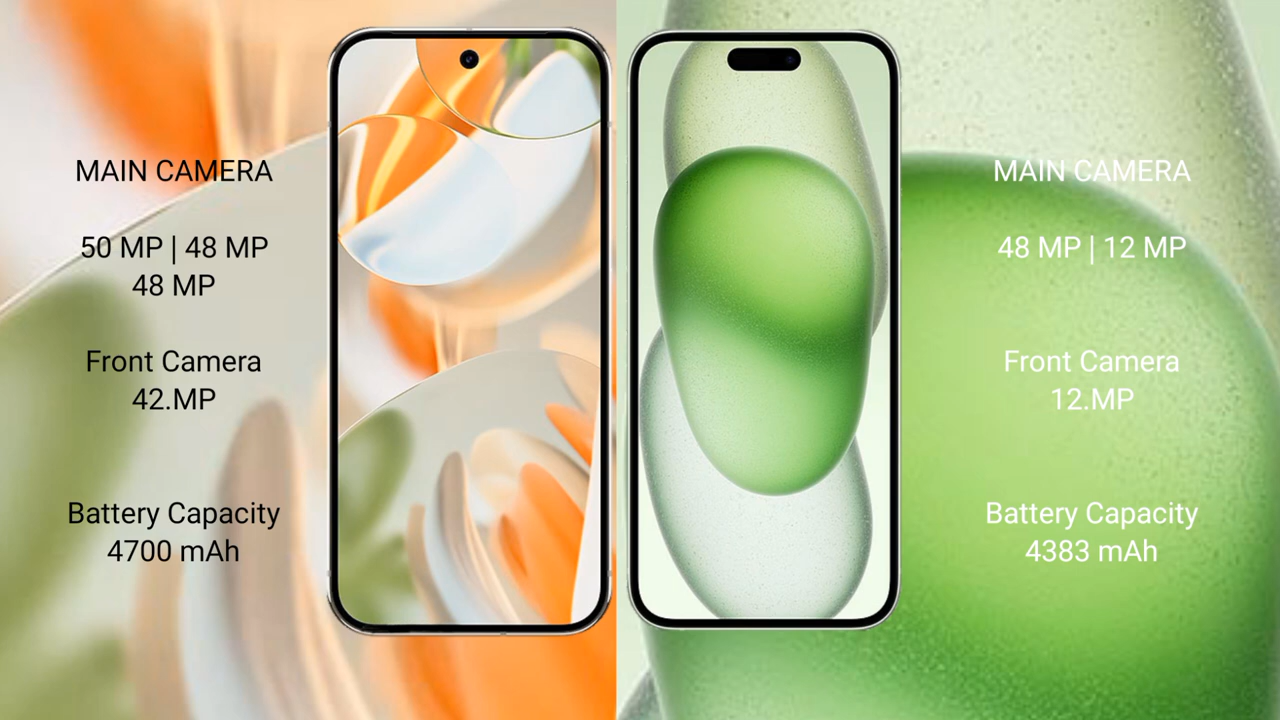 MAIN CAMERA
50 MP | 48 MP
48 MP
Front Camera
42.MP
Battery Capacity
4700 mAh
MAIN CAMERA
48 MP | 12 MP
Front Camera
12.MP
Battery Capacity
4383 mAh